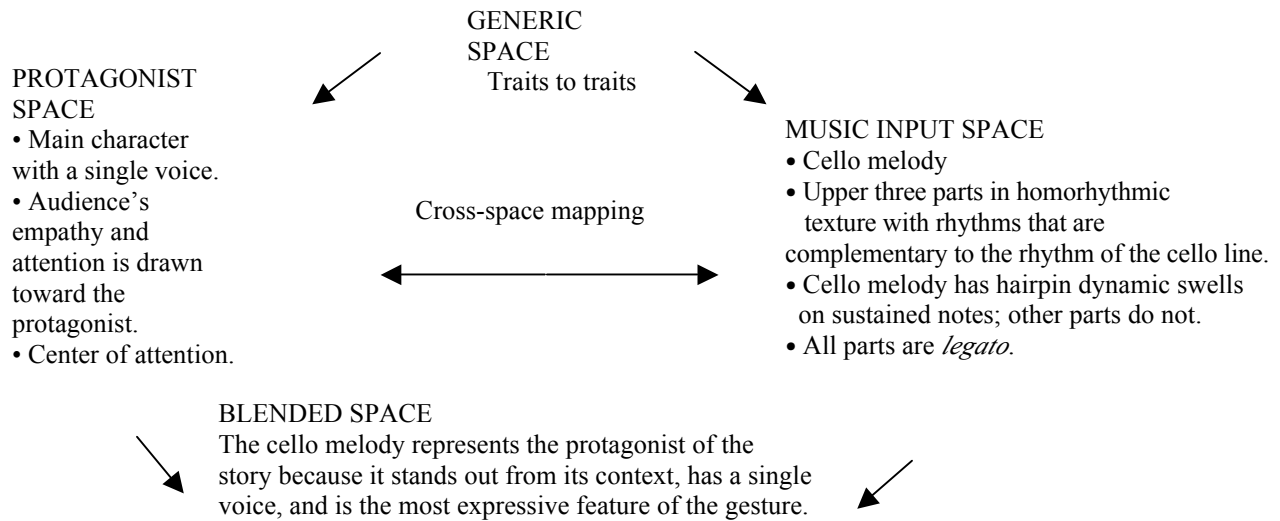 GENERIC
SPACE
Traits to traits
PROTAGONIST
SPACE
• Main character
with a single voice.
• Audience’s
empathy and
attention is drawn
toward the
protagonist.
• Center of attention.
Cross-space mapping
MUSIC INPUT SPACE
• Cello melody
• Upper three parts in homorhythmic
texture with rhythms that are
complementary to the rhythm of the cello line.
• Cello melody has hairpin dynamic swells
on sustained notes; other parts do not.
• All parts are legato.
BLENDED SPACE
The cello melody represents the protagonist of the
story because it stands out from its context, has a single
voice, and is the most expressive feature of the gesture.